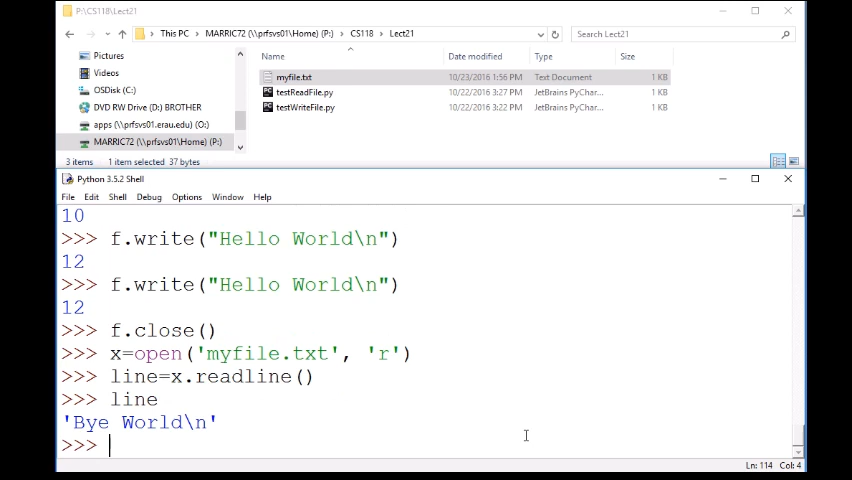 P:\CS118\Lect21
This PC > MARRIC72 (\\prfsvs01\Home) (P:) > CS118 > Lect21
Search Lect21
Name Date modified Type Size
Pictures
Videos
OSDisk (C:)
DVD RW Drive (D:) BROTHER
apps (\\prfsvs01.erau.edu) (O:)
MARRIC72 (\\prfsvs01\Home) (P:)
myfile.txt 10/23/2016 1:56 PM Text Document 1 KB
testReadFile.py 10/22/2016 3:27 PM JetBrains PyChar... 1 KB
testWriteFile.py 10/22/2016 3:22 PM JetBrains PyChar... 1 KB
3 items 1 item selected 37 bytes
Python 3.5.2 Shell
File Edit Shell Debug Options Window Help
10
>>> f.write("Hello World\n")
12
>>> f.write("Hello World\n")
12
>>> f.close()
>>> x=open('myfile.txt', 'r')
>>> line=x.readline()
>>> line
'Bye World\n'
>>>
Ln: 114 Col: 4